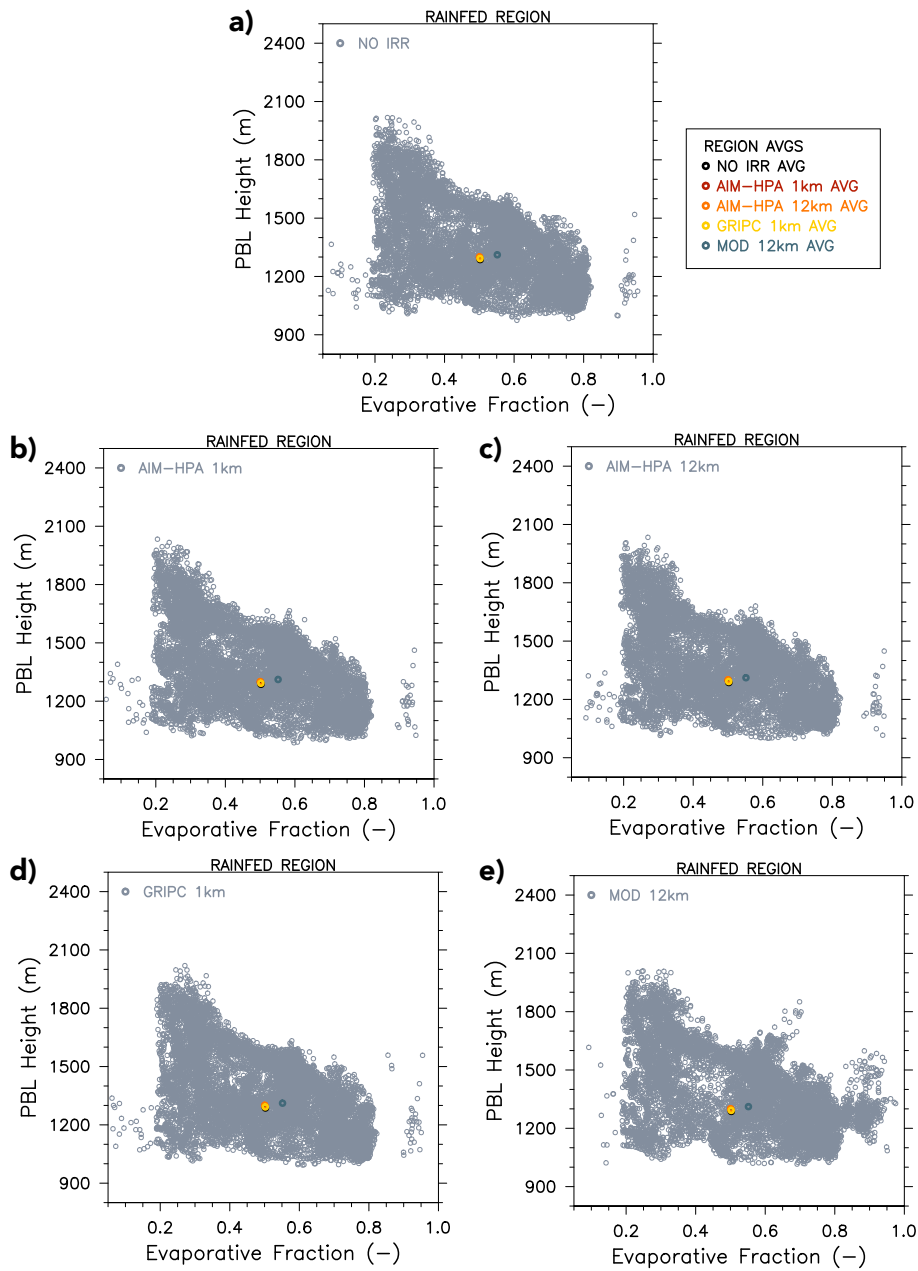 a)
RAINFED REGION
NO IRR
2400
2100
1800
1500
1200
900
PBL Height (m)
0.2 0.4 0.6 0.8 1.0
Evaporative Fraction (−)
REGION AVGS
NO IRR AVG
AIM−HPA 1km AVG
AIM−HPA 12km AVG
GRIPC 1km AVG
MOD 12km AVG
b)
RAINFED REGION
AIM−HPA 1km
2400
2100
1800
1500
1200
900
PBL Height (m)
0.2 0.4 0.6 0.8 1.0
Evaporative Fraction (−)
c)
RAINFED REGION
AIM−HPA 12km
2400
2100
1800
1500
1200
900
PBL Height (m)
0.2 0.4 0.6 0.8 1.0
Evaporative Fraction (−)
d)
RAINFED REGION
GRIPC 1km
2400
2100
1800
1500
1200
900
PBL Height (m)
0.2 0.4 0.6 0.8 1.0
Evaporative Fraction (−)
e)
RAINFED REGION
MOD 12km
2400
2100
1800
1500
1200
900
PBL Height (m)
0.2 0.4 0.6 0.8 1.0
Evaporative Fraction (−)